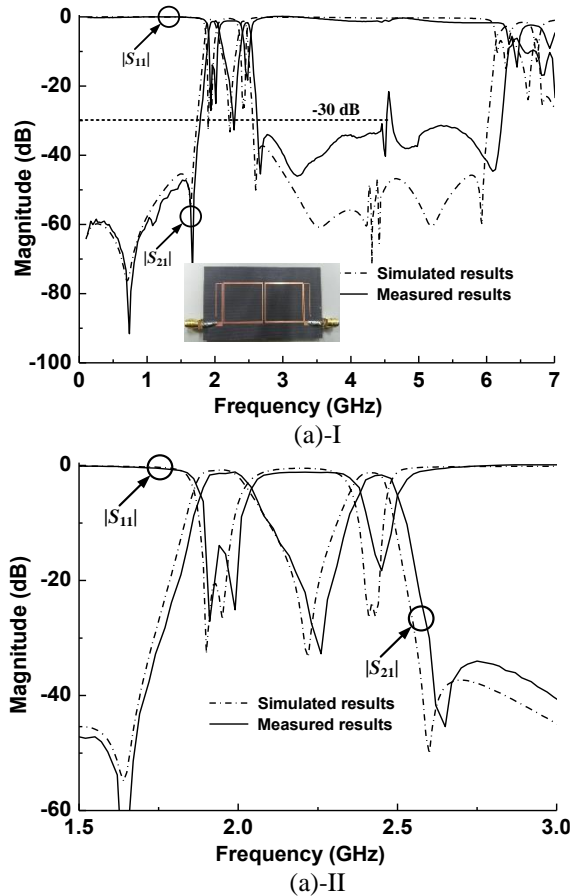 0
-20
-40
-60
-80
-100
Magnitude (dB)
|S11|
-30 dB
|S21|
Simulated results
Measured results
0 1 2 3 4 5 6 7
Frequency (GHz)
(a)-I
0
-20
-40
-60
Magnitude (dB)
|S11|
|S21|
Simulated results
Measured results
1.5 2.0 2.5 3.0
Frequency (GHz)
(a)-II